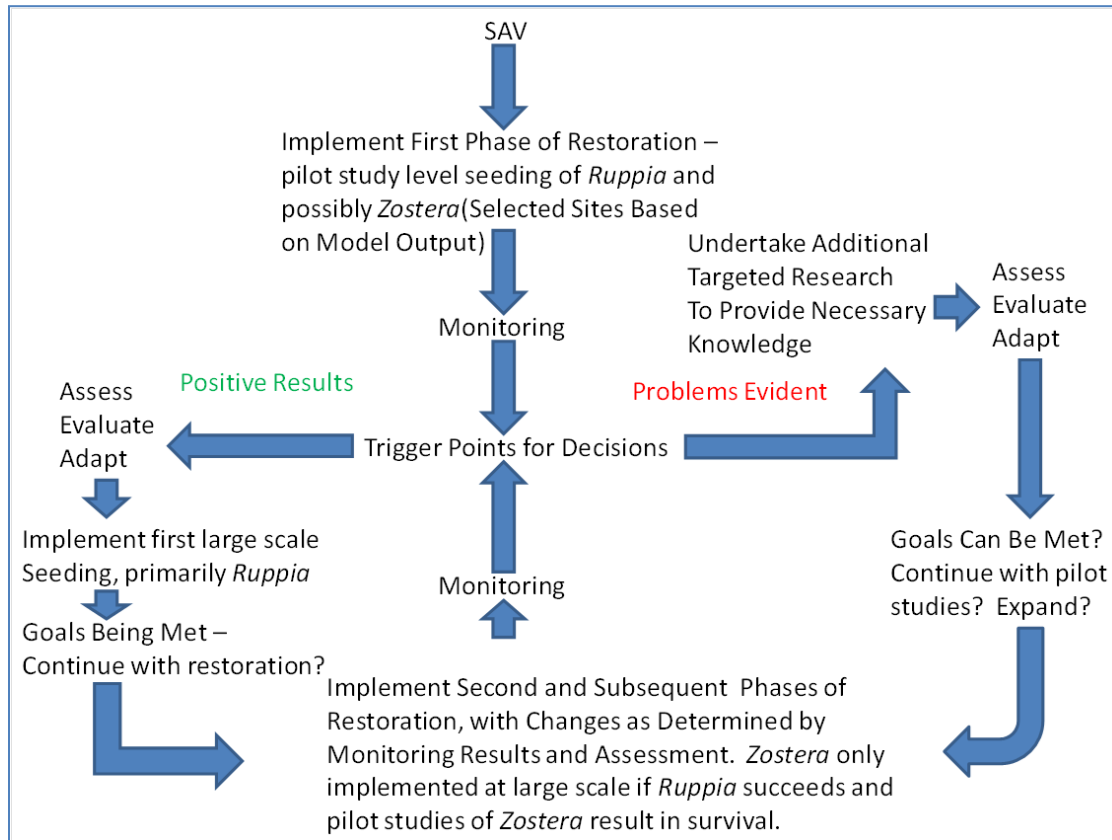 SAV
Implement First Phase of Restoration –
pilot study level seeding of Ruppia and
possibly Zostera(Selected Sites Based
on Model Output)
Monitoring
Undertake Additional
Targeted Research
To Provide Necessary
Knowledge
Assess
Evaluate
Adapt
Positive Results
Problems Evident
Trigger Points for Decisions
Assess
Evaluate
Adapt
Implement first large scale
Seeding, primarily Ruppia
Goals Being Met –
Continue with restoration?
Monitoring
Goals Can Be Met?
Continue with pilot
studies? Expand?
Implement Second and Subsequent Phases of
Restoration, with Changes as Determined by
Monitoring Results and Assessment. Zostera only
implemented at large scale if Ruppia succeeds and
pilot studies of Zostera result in survival.